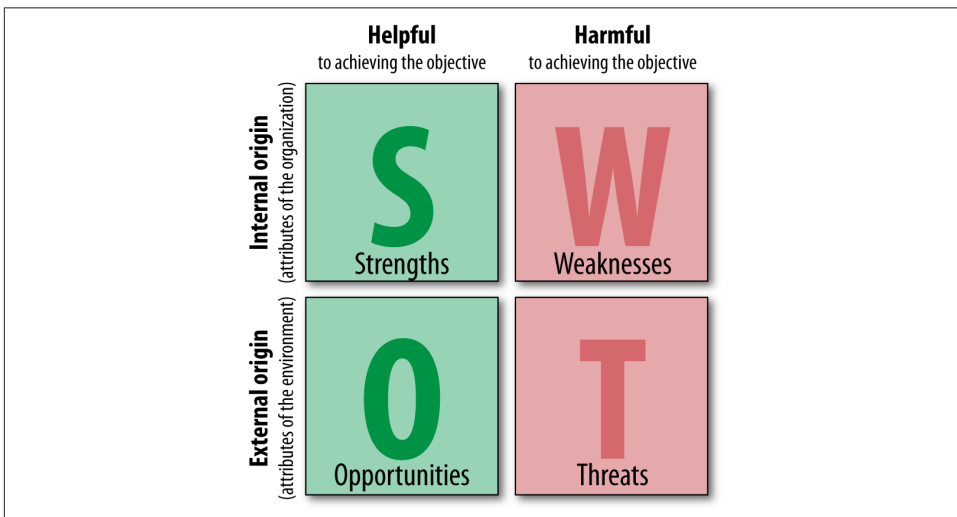 Helpful
to achieving the objective
Harmful
to achieving the objective
Internal origin
(attributes of the organization)
S
Strengths
W
Weaknesses
External origin
(attributes of the environment)
O
Opportunities
T
Threats